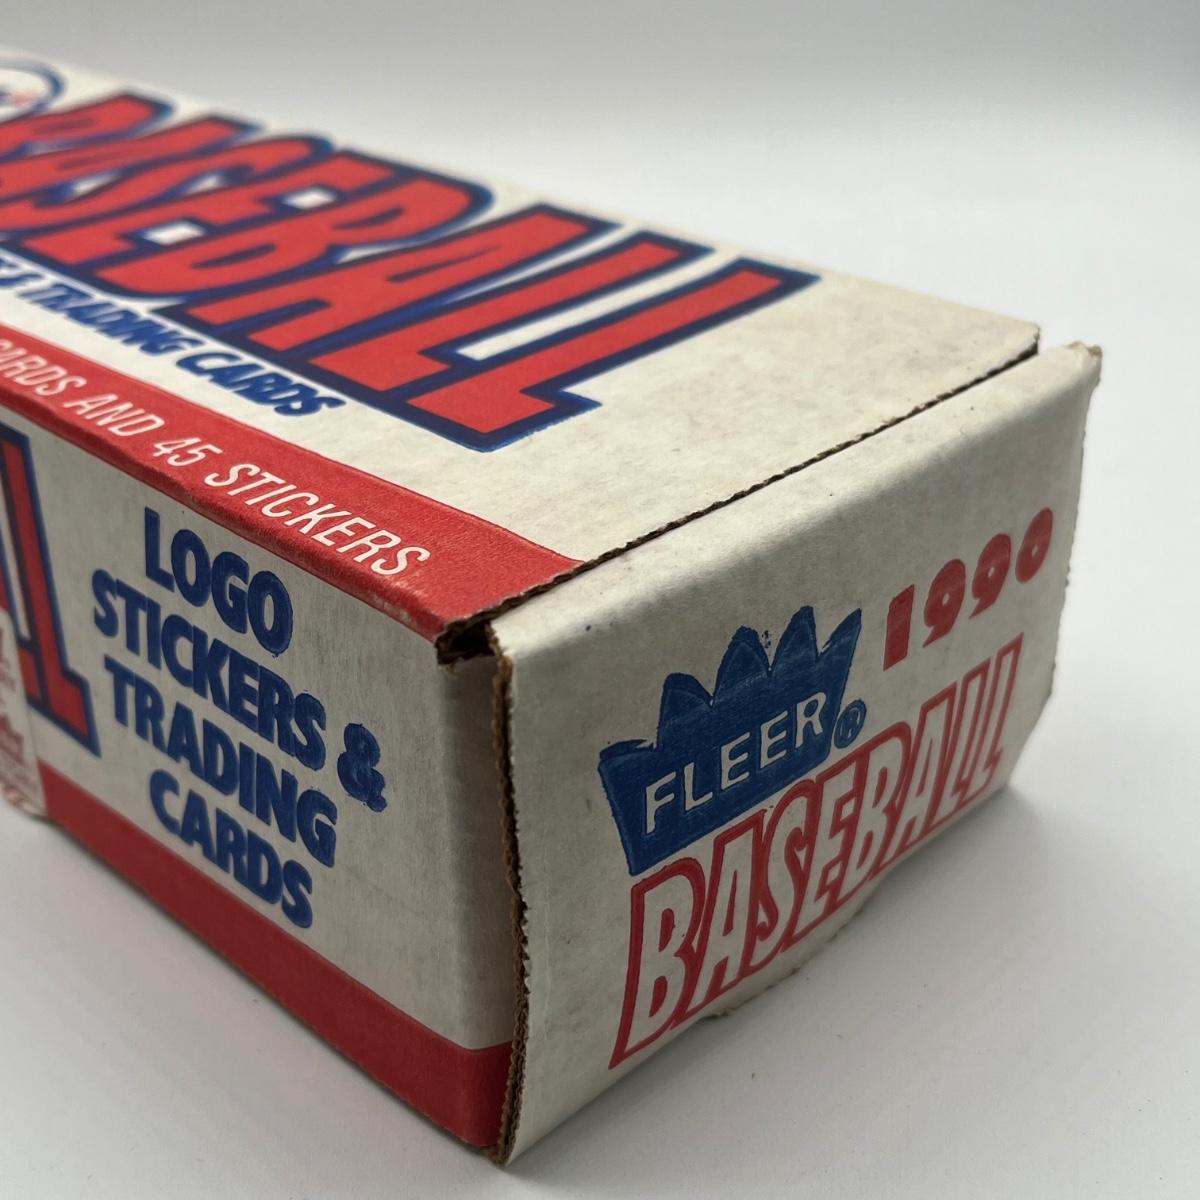 BASEBALL
TRADING CARDS
CARDS AND 45 STICKERS
LOGO
STICKERS &
TRADING
CARDS
1990
FLEER®
BASEBALL